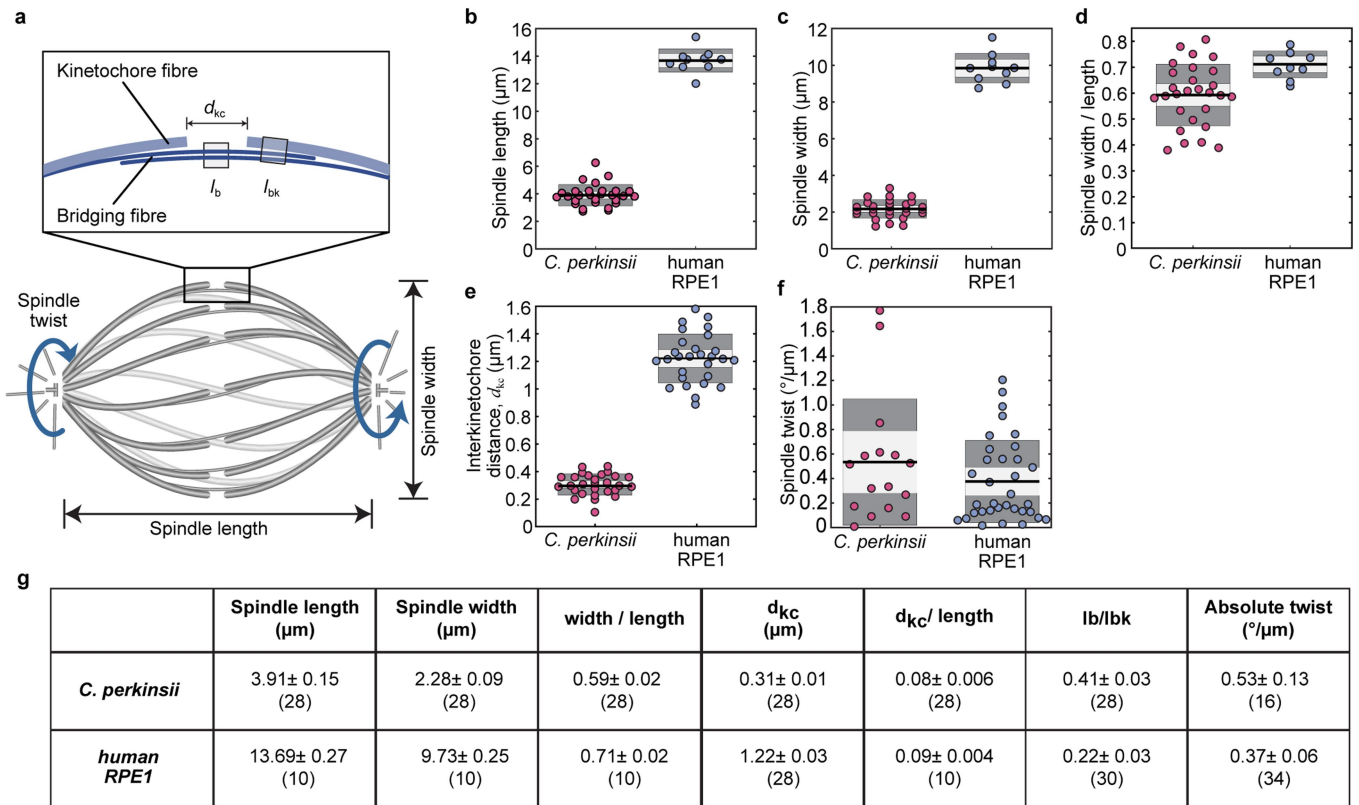 a
Kinetochore fibre
dkc
lb
lbk
Bridging fibre
Spindle
twist
Spindle width
Spindle length
b
Spindle length (µm)
16
14
12
10
8
6
4
2
0
C. perkinsii
human
RPE1
c
Spindle width (µm)
12
10
8
6
4
2
0
C. perkinsii
human
RPE1
d
Spindle width / length
0.8
0.7
0.6
0.5
0.4
0.3
0.2
0.1
0
C. perkinsii
human
RPE1
e
Interkinetochore
distance, dkc (µm)
1.6
1.4
1.2
1.0
0.8
0.6
0.4
0.2
0
C. perkinsii
human
RPE1
f
Spindle twist (°/µm)
1.8
1.6
1.4
1.2
1.0
0.8
0.6
0.4
0.2
0
C. perkinsii
human
RPE1
g
Spindle length (µm) Spindle width (µm) width / length dkc (µm) dkc/ length lb/lbk Absolute twist (°/µm)
C. perkinsii 3.91± 0.15 (28) 2.28± 0.09 (28) 0.59± 0.02 (28) 0.31± 0.01 (28) 0.08± 0.006 (28) 0.41± 0.03 (28) 0.53± 0.13 (16)
human RPE1 13.69± 0.27 (10) 9.73± 0.25 (10) 0.71± 0.02 (10) 1.22± 0.03 (28) 0.09± 0.004 (10) 0.22± 0.03 (30) 0.37± 0.06 (34)